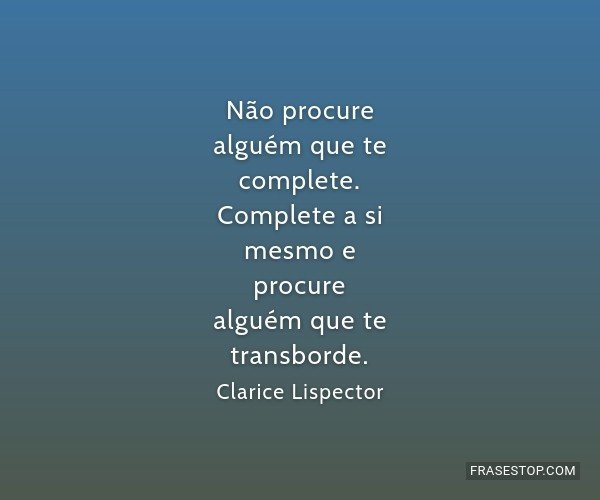 Não procure
alguém que te
complete.
Complete a si
mesmo e
procure
alguém que te
transborde.
Clarice Lispector
FRASESTOP.COM